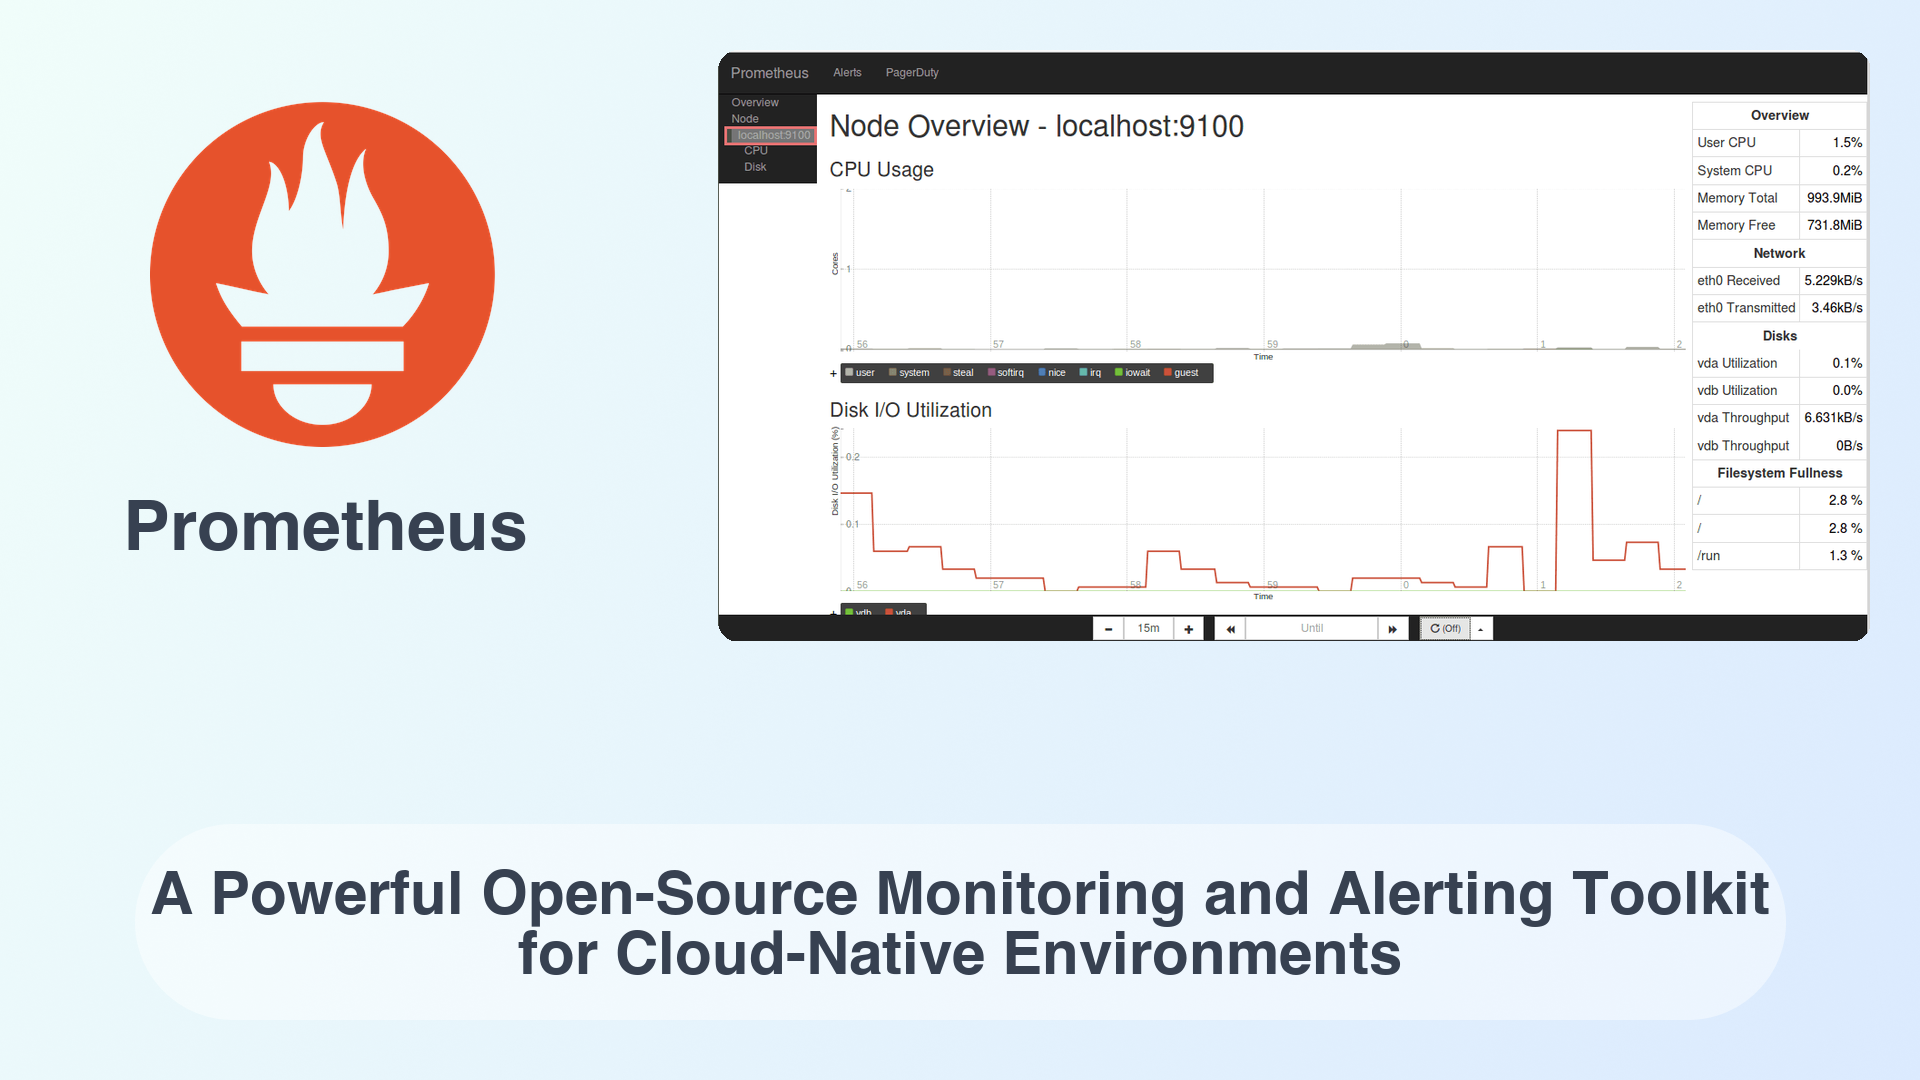 Prometheus
Prometheus Alerts PagerDuty
Overview
Node
localhost:9100
CPU
Disk
Node Overview - localhost:9100
CPU Usage
2
1
0
Cores
56 57 58 59 0 1 2
Time
+ user system steal softirq nice irq iowait guest
Disk I/O Utilization
0.2
0.1
0
Disk I/O Utilization (%)
56 57 58 59 0 1 2
Time
+ vdb vda
Overview
User CPU 1.5%
System CPU 0.2%
Memory Total 993.9MiB
Memory Free 731.8MiB
Network
eth0 Received 5.229kB/s
eth0 Transmitted 3.46kB/s
Disks
vda Utilization 0.1%
vdb Utilization 0.0%
vda Throughput 6.631kB/s
vdb Throughput 0B/s
Filesystem Fullness
/ 2.8 %
/ 2.8 %
/run 1.3 %
15m Until (Off)
A Powerful Open-Source Monitoring and Alerting Toolkit
for Cloud-Native Environments